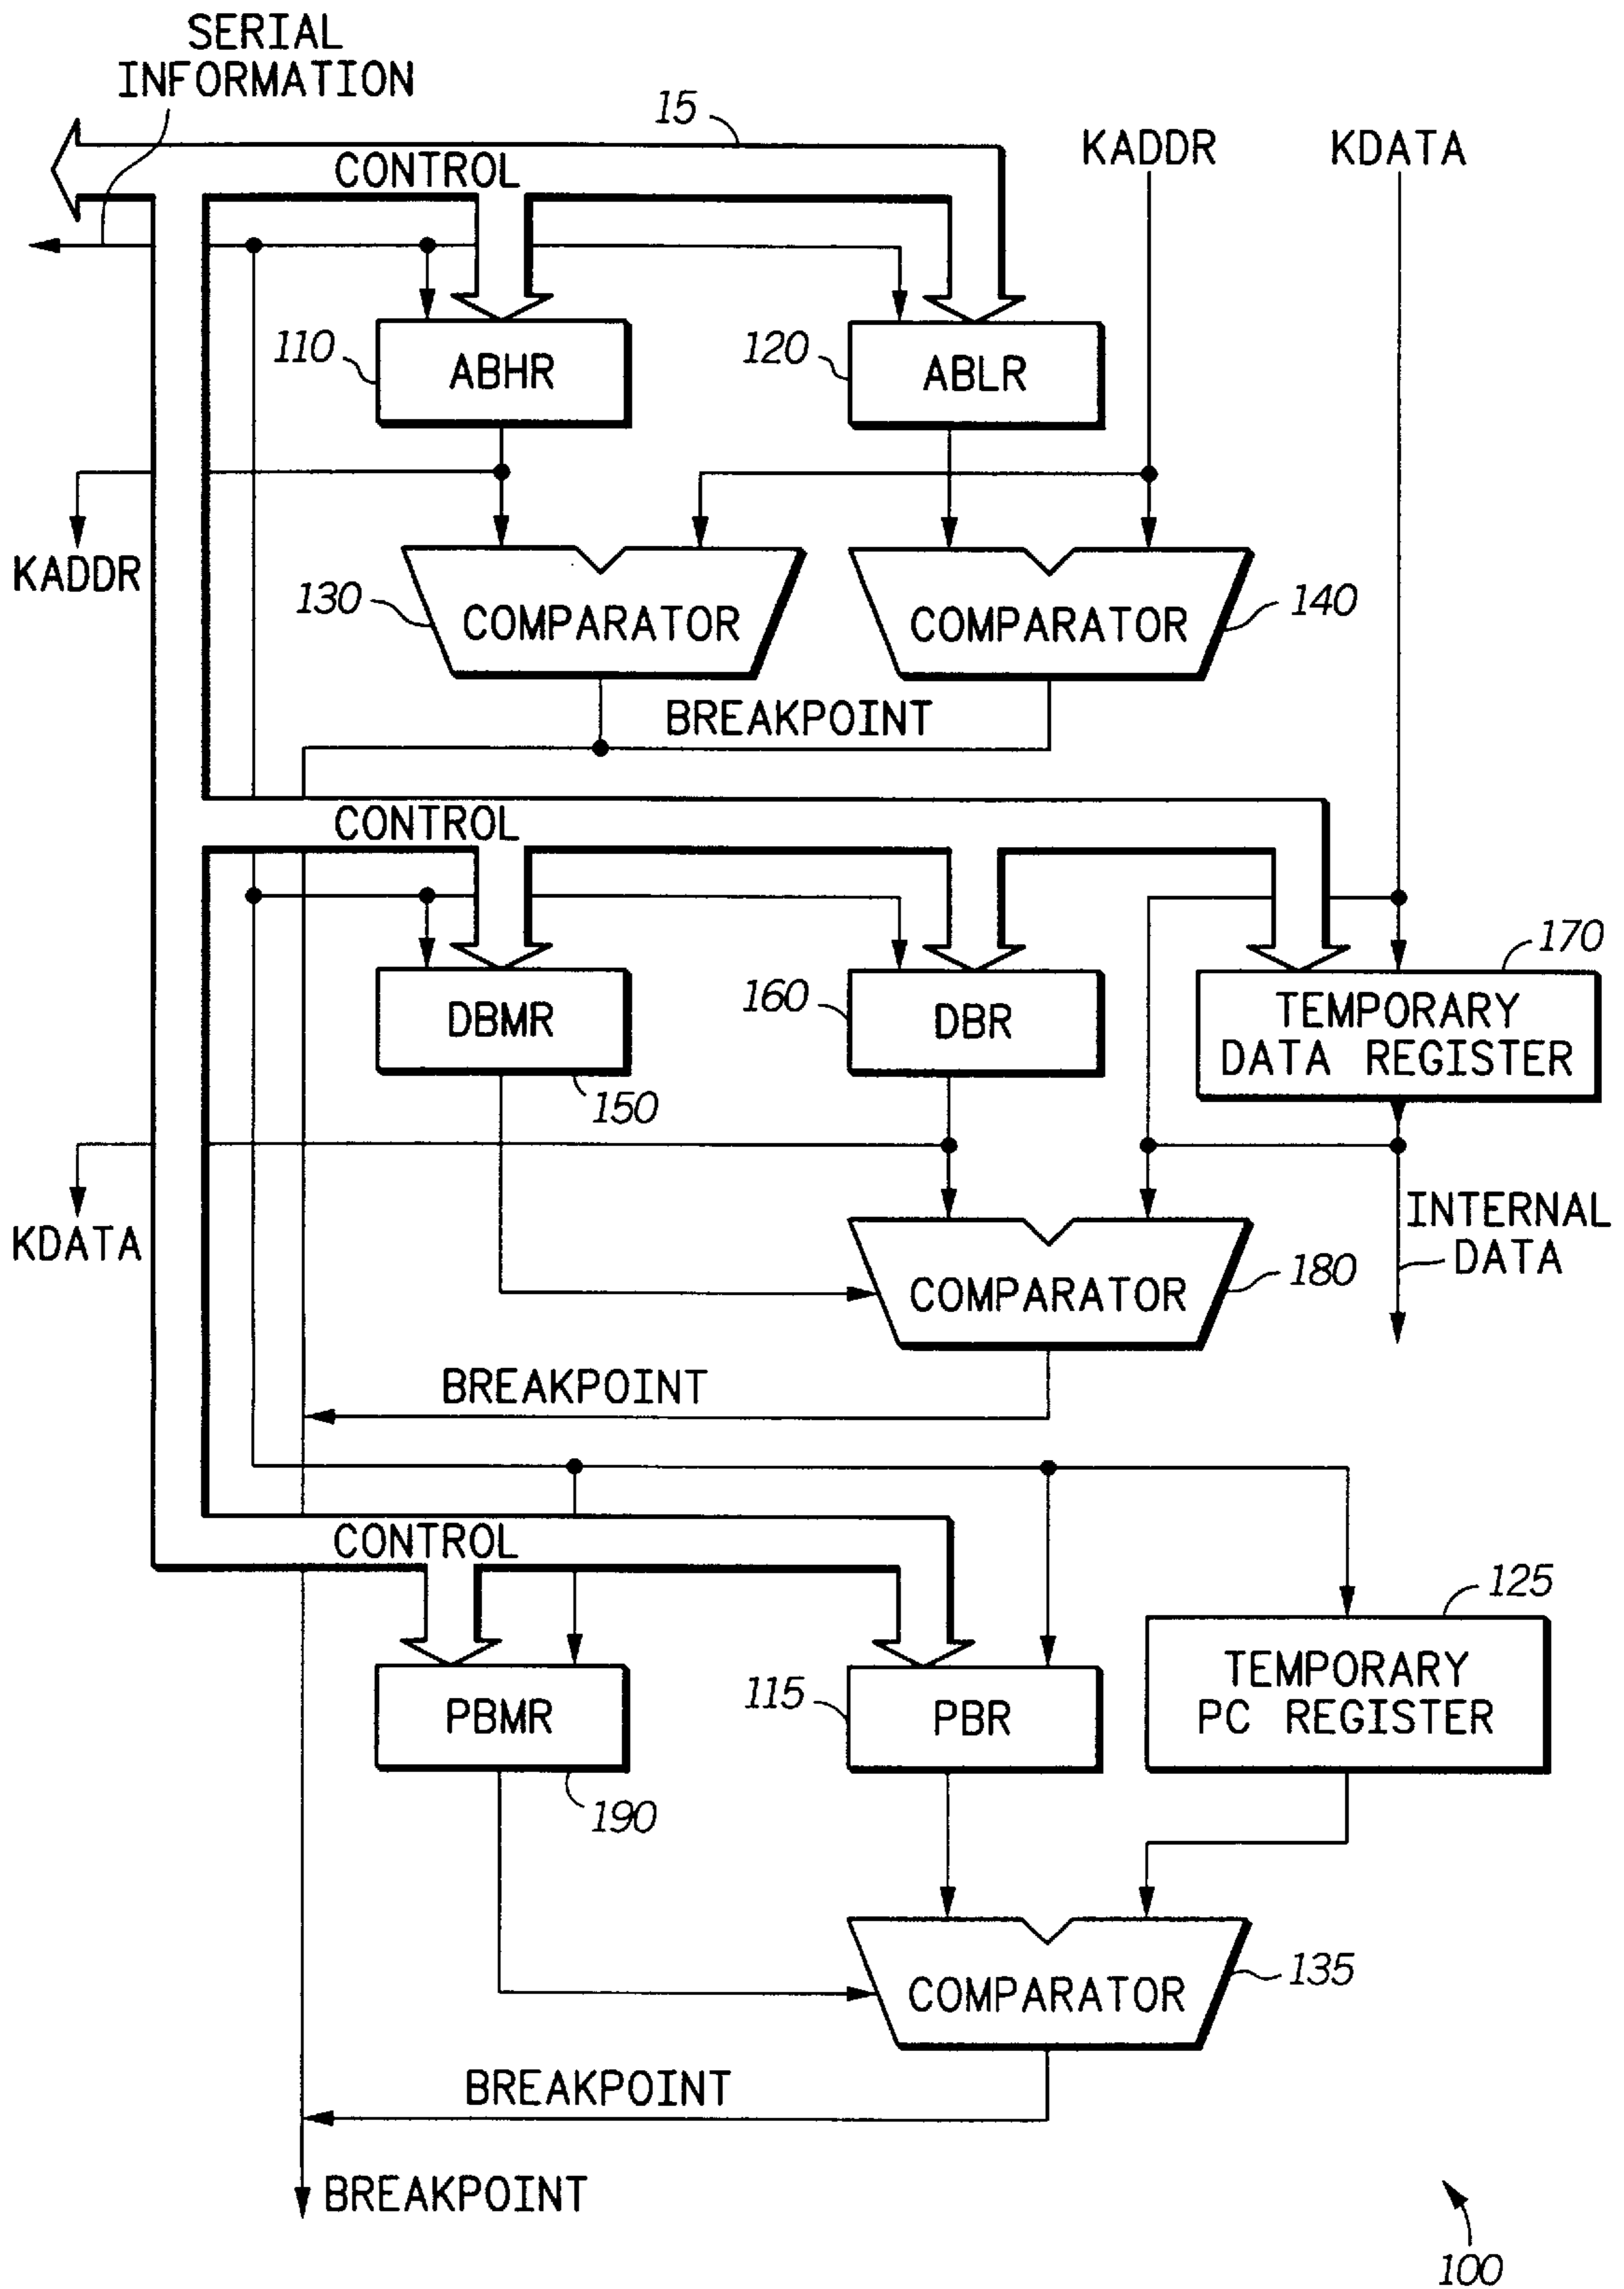 SERIAL
INFORMATION
15
CONTROL
KADDR
KDATA
110
ABHR
120
ABLR
KADDR
130
COMPARATOR
COMPARATOR
140
BREAKPOINT
CONTROL
170
DBMR
160
DBR
TEMPORARY
DATA REGISTER
150
KDATA
INTERNAL
DATA
COMPARATOR
180
BREAKPOINT
CONTROL
125
PBMR
115
PBR
TEMPORARY
PC REGISTER
190
COMPARATOR
135
BREAKPOINT
BREAKPOINT
100